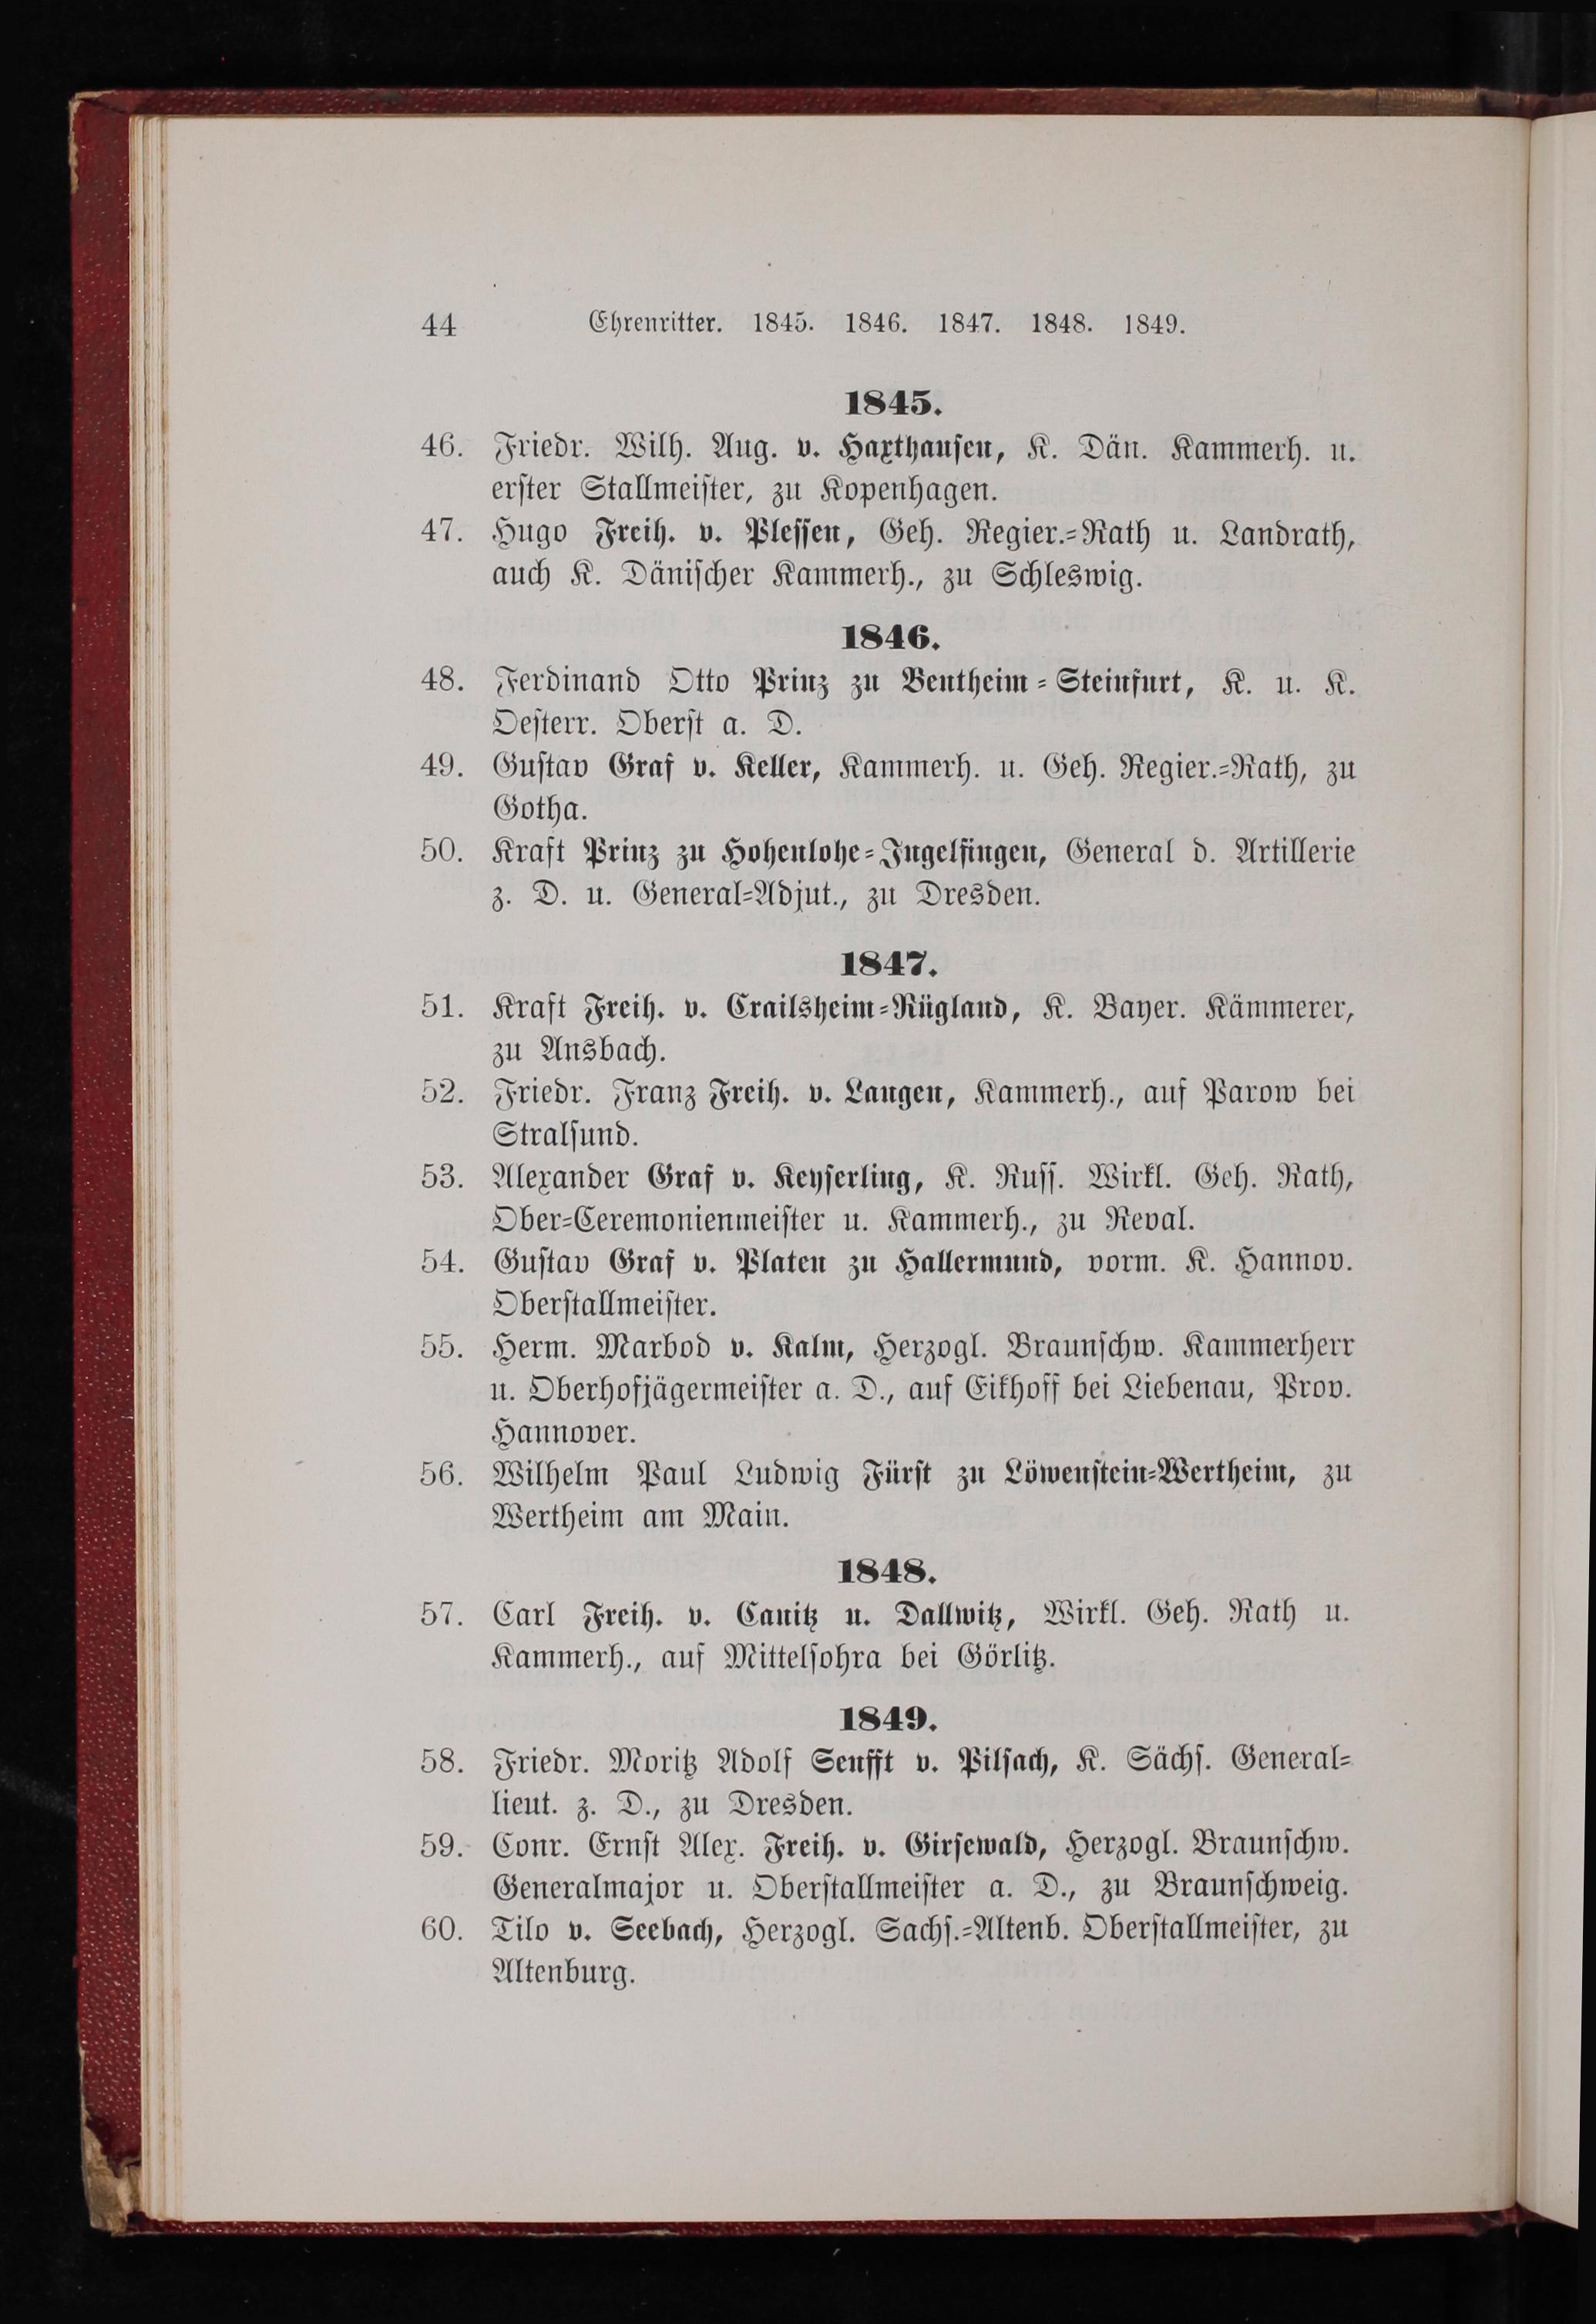 44 Ehrenritter. 1845. 1846. 1847. 1848. 1849.
1845.
46. Friedr. Wilh. Aug. v. Haxthausen, K. Dän. Kammerh. u.
erster Stallmeister, zu Kopenhagen.
47. Hugo Freih. v. Plessen, Geh. Regier.-Rath u. Landrath,
auch K. Dänischer Kammerh., zu Schleswig.
1846.
48. Ferdinand Otto Prinz zu Bentheim-Steinfurt, K. u. K.
Oesterr. Oberst a. D.
49. Gustav Graf v. Keller, Kammerh. u. Geh. Regier.-Rath, zu
Gotha.
50. Kraft Prinz zu Hohenlohe-Ingelfingen, General d. Artillerie
z. D. u. General-Adjut., zu Dresden.
1847.
51. Kraft Freih. v. Crailsheim-Rügland, K. Bayer. Kämmerer,
zu Ansbach.
52. Friedr. Franz Freih. v. Langen, Kammerh., auf Parow bei
Stralsund.
53. Alexander Graf v. Keyserling, K. Russ. Wirkl. Geh. Rath,
Ober-Ceremonienmeister u. Kammerh., zu Reval.
54. Gustav Graf v. Platen zu Hallermund, vorm. K. Hannov.
Oberstallmeister.
55. Herm. Marbod v. Kalm, Herzogl. Braunschw. Kammerherr
u. Oberhofjägermeister a. D., auf Eikhoff bei Liebenau, Prov.
Hannover.
56. Wilhelm Paul Ludwig Fürst zu Löwenstein-Wertheim, zu
Wertheim am Main.
1848.
57. Carl Freih. v. Canitz u. Dallwitz, Wirkl. Geh. Rath u.
Kammerh., auf Mittelsohra bei Görlitz.
1849.
58. Friedr. Moritz Adolf Senfft v. Pilsach, K. Sächs. General-
lieut. z. D., zu Dresden.
59. Conr. Ernst Alex. Freih. v. Girsewald, Herzogl. Braunschw.
Generalmajor u. Oberstallmeister a. D., zu Braunschweig.
60. Tilo v. Seebach, Herzogl. Sachs.-Altenb. Oberstallmeister, zu
Altenburg.